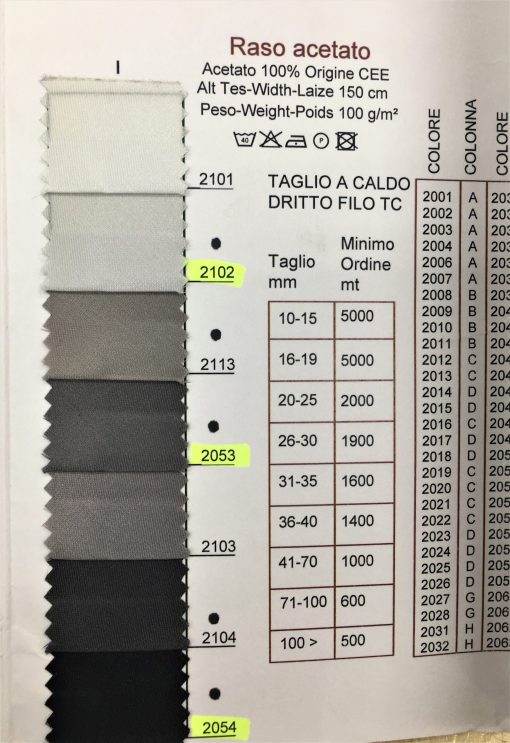 I
Raso acetato
Acetato 100% Origine CEE
Alt Tes-Width-Laize 150 cm
Peso-Weight-Poids 100 g/m²
40
P
2101
2102
2113
2053
2103
2104
2054
TAGLIO A CALDO
DRITTO FILO TC
Taglio mm
Minimo Ordine mt
10-15 5000
16-19 5000
20-25 2000
26-30 1900
31-35 1600
36-40 1400
41-70 1000
71-100 600
100 > 500
COLORE COLONNA COLORE
2001 A
2002 A
2003 A
2004 A
2006 A
2007 A
2008 B
2009 B
2010 B
2011 B
2012 C
2013 C
2014 D
2015 D
2016 C
2017 D
2018 D
2019 C
2020 C
2021 C
2022 C
2023 D
2024 D
2025 D
2026 D
2027 G
2028 G
2031 H
2032 H